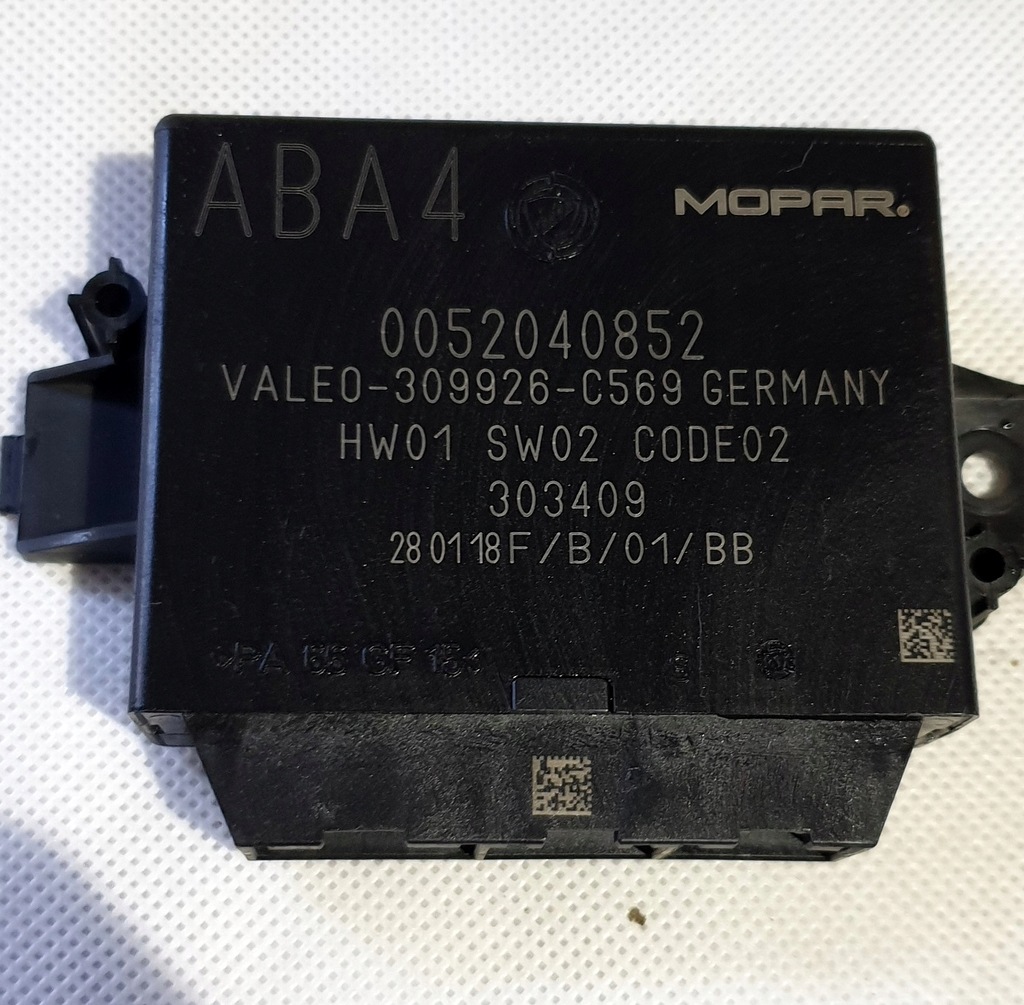 ABA4
MOPAR.
0052040852
VALEO-309926-C569 GERMANY
HW01 SW02 CODE02
303409
280118F/B/01/BB